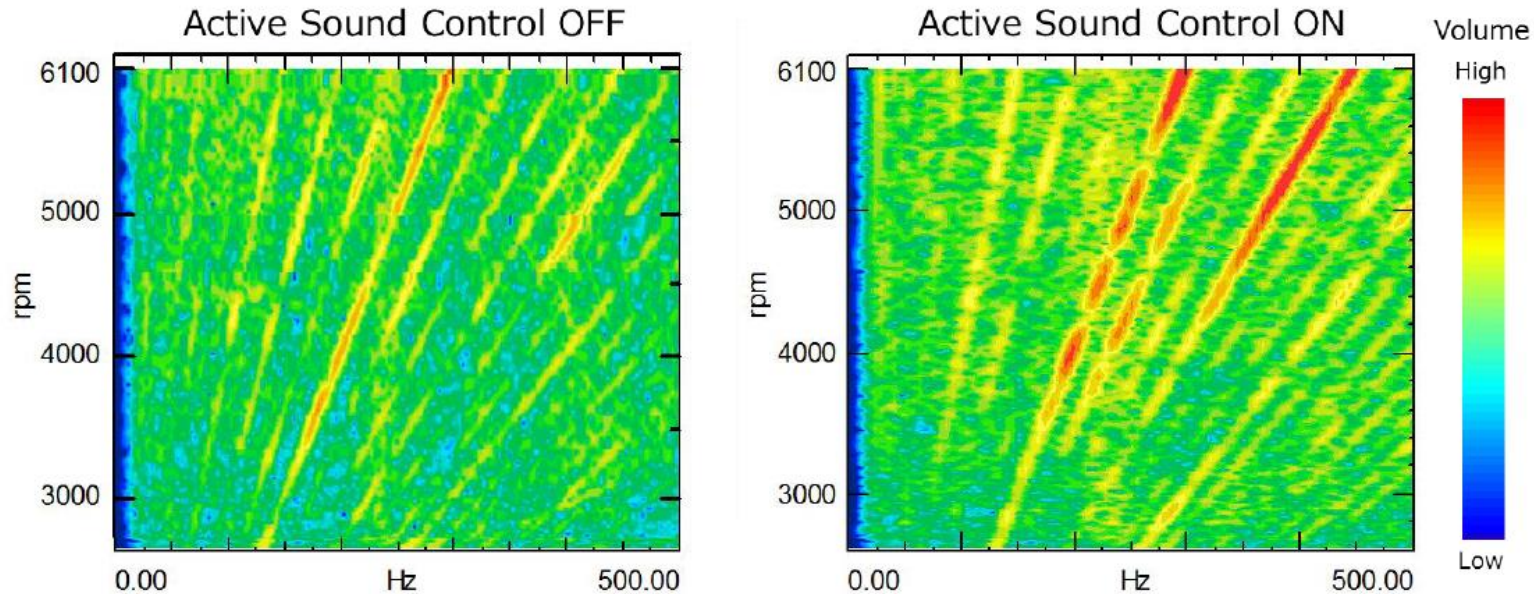 Active Sound Control OFF
6100
5000
4000
3000
rpm
0.00
Hz
500.00
Active Sound Control ON
6100
5000
4000
3000
rpm
0.00
Hz
500.00
Volume
High
Low